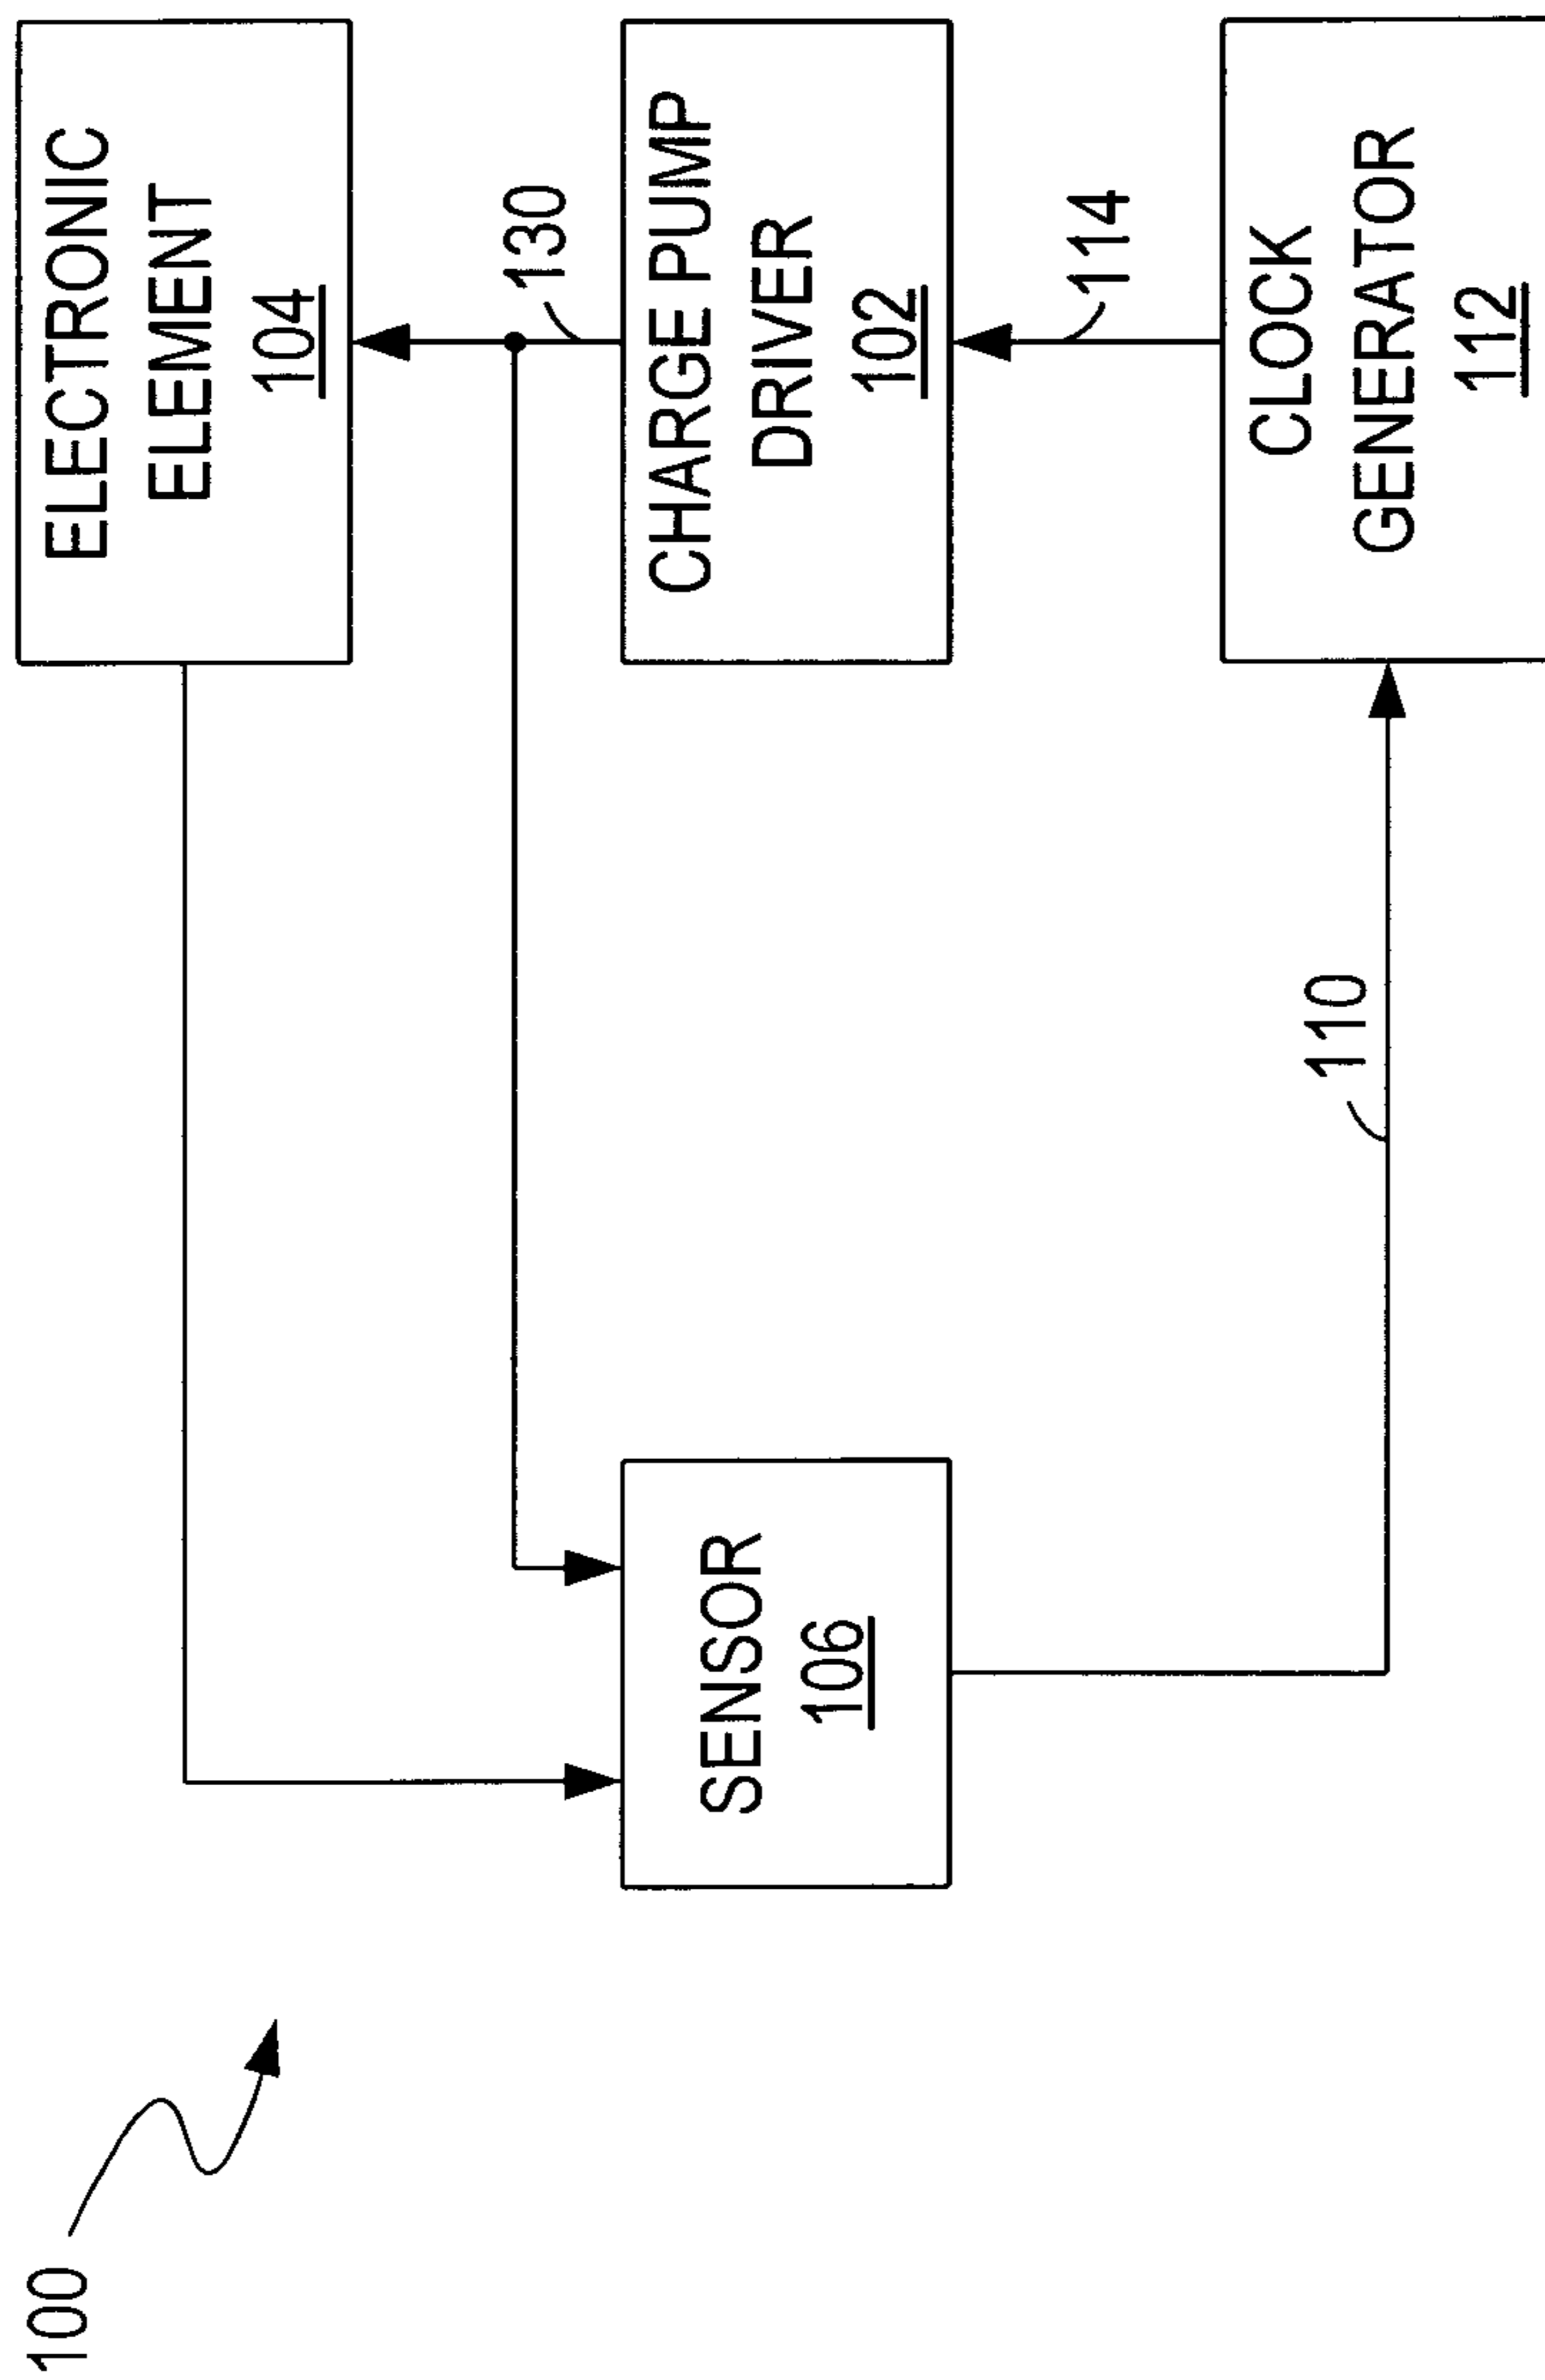 100
SENSOR
106
110
ELECTRONIC
ELEMENT
104
130
CHARGE PUMP
DRIVER
102
114
CLOCK
GENERATOR
112